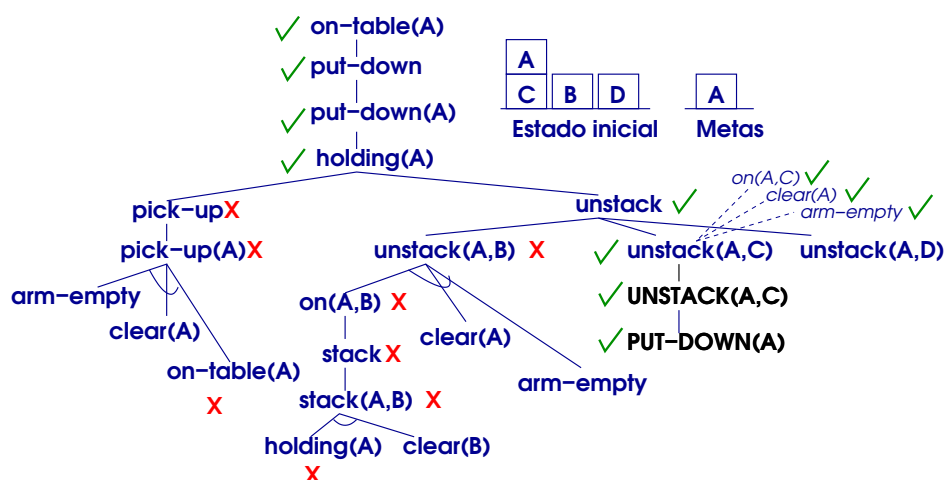 on-table(A)
put-down
A
C B D
A
put-down(A)
Estado inicial Metas
holding(A)
on(A,C)
clear(A)
arm-empty
pick-up X
unstack
pick-up(A) X
unstack(A,B) X
unstack(A,C)
unstack(A,D)
arm-empty
on(A,B) X
UNSTACK(A,C)
clear(A)
clear(A)
stack X
PUT-DOWN(A)
on-table(A)
X
arm-empty
stack(A,B) X
holding(A)
X
clear(B)